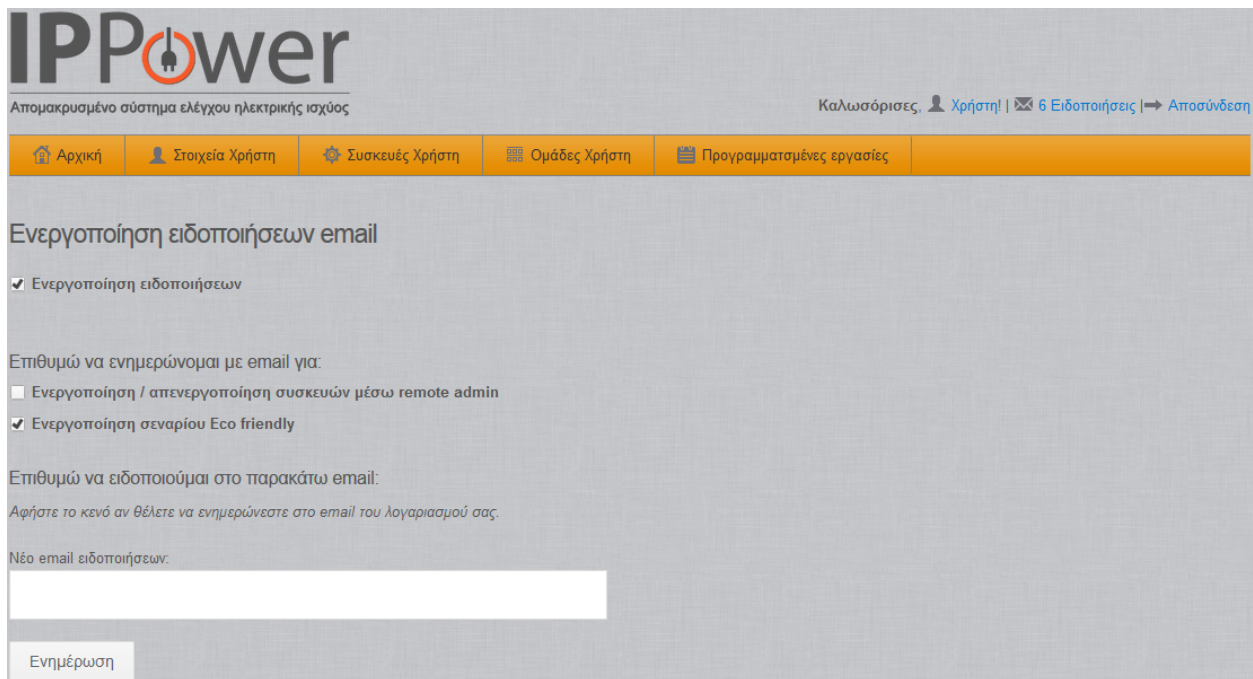 IPPower
Απομακρυσμένο σύστημα ελέγχου ηλεκτρικής ισχύος
Καλωσόρισες, Χρήστη! | 6 Ειδοποιήσεις | Αποσύνδεση
Αρχική Στοιχεία Χρήστη Συσκευές Χρήστη Ομάδες Χρήστη Προγραμματσμένες εργασίες
Ενεργοποίηση ειδοποιήσεων email
Ενεργοποίηση ειδοποιήσεων
Επιθυμώ να ενημερώνομαι με email για:
Ενεργοποίηση / απενεργοποίηση συσκευών μέσω remote admin
Ενεργοποίηση σεναρίου Eco friendly
Επιθυμώ να ειδοποιούμαι στο παρακάτω email:
Αφήστε το κενό αν θέλετε να ενημερώνεστε στο email του λογαριασμού σας.
Νέο email ειδοποιήσεων:
Ενημέρωση